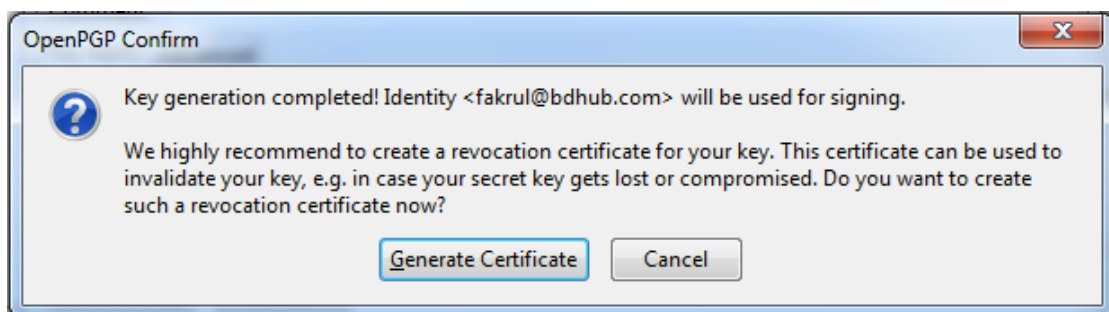 OpenPGP Confirm
Key generation completed! Identity <fakrul@bdhub.com> will be used for signing.
We highly recommend to create a revocation certificate for your key. This certificate can be used to
invalidate your key, e.g. in case your secret key gets lost or compromised. Do you want to create
such a revocation certificate now?
Generate Certificate
Cancel